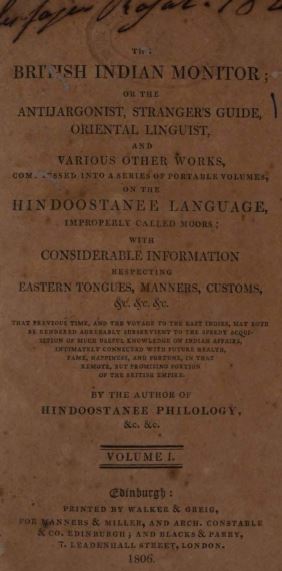 THE
BRITISH INDIAN MONITOR;
OR THE
ANTIJARGONIST, STRANGER'S GUIDE,
ORIENTAL LINGUIST,
AND
VARIOUS OTHER WORKS,
COMPRESSED INTO A SERIES OF PORTABLE VOLUMES,
ON THE
HINDOOSTANEE LANGUAGE,
IMPROPERLY CALLED MOORS;
WITH
CONSIDERABLE INFORMATION
RESPECTING
EASTERN TONGUES, MANNERS, CUSTOMS,
&c. &c. &c.
THAT PREVIOUS TIME, AND THE VOYAGE TO THE EAST INDIES, MAY BOTH
BE RENDERED AGREEABLY SUBSERVIENT TO THE SPEEDY ACQUI-
SITION OF MUCH USEFUL KNOWLEDGE ON INDIAN AFFAIRS,
INTIMATELY CONNECTED WITH FUTURE HEALTH,
FAME, HAPPINESS, AND FORTUNE, IN THAT
REMOTE, BUT PROMISING PORTION
OF THE BRITISH EMPIRE.
BY THE AUTHOR OF
HINDOOSTANEE PHILOLOGY,
&c. &c.
VOLUME I.
Edinburgh:
PRINTED BY WALKER & GREIG,
FOR MANNERS & MILLER, AND ARCH. CONSTABLE
& CO. EDINBURGH; AND BLACKS & PARRY,
7. LEADENHALL STREET, LONDON.
1806.